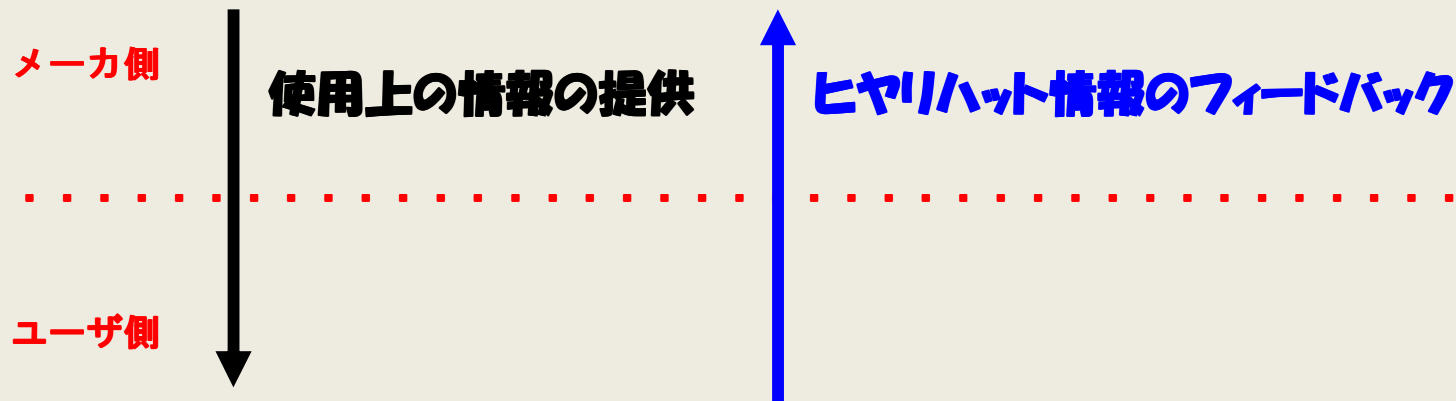 メーカ側
使用上の情報の提供
ヒヤリハット情報のフィードバック
ユーザ側